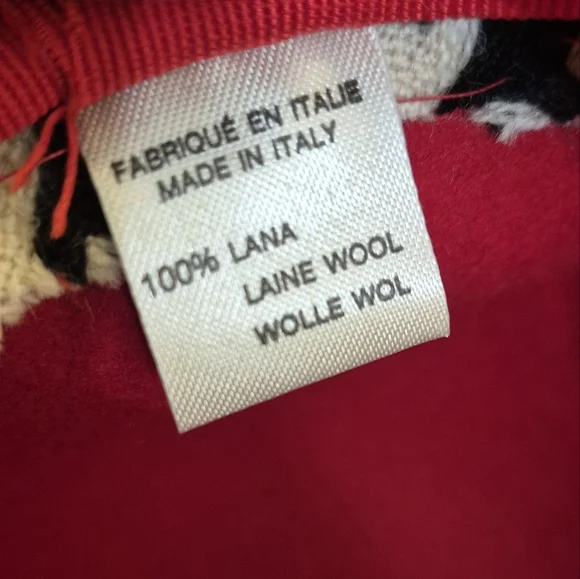 FABRIQUÉ EN ITALIE
MADE IN ITALY
100% LANA
LAINE WOOL
WOLLE WOL